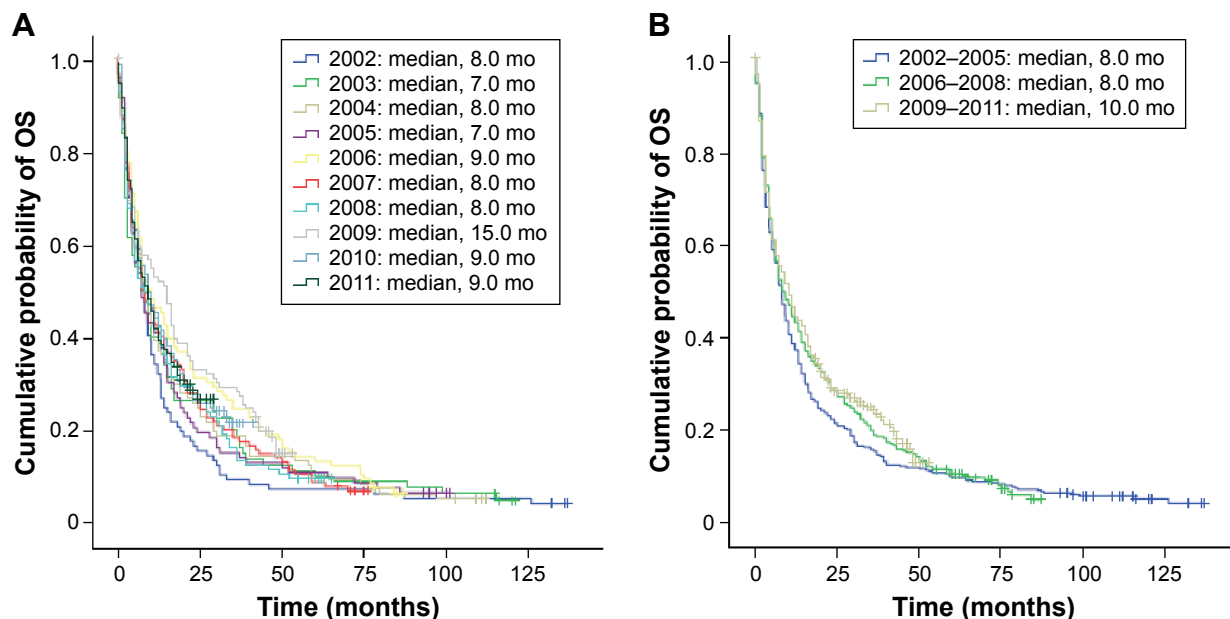 A
Cumulative probability of OS
1.0
0.8
0.6
0.4
0.2
0
2002: median, 8.0 mo
2003: median, 7.0 mo
2004: median, 8.0 mo
2005: median, 7.0 mo
2006: median, 9.0 mo
2007: median, 8.0 mo
2008: median, 8.0 mo
2009: median, 15.0 mo
2010: median, 9.0 mo
2011: median, 9.0 mo
0 25 50 75 100 125
Time (months)
B
Cumulative probability of OS
1.0
0.8
0.6
0.4
0.2
0
2002–2005: median, 8.0 mo
2006–2008: median, 8.0 mo
2009–2011: median, 10.0 mo
0 25 50 75 100 125
Time (months)